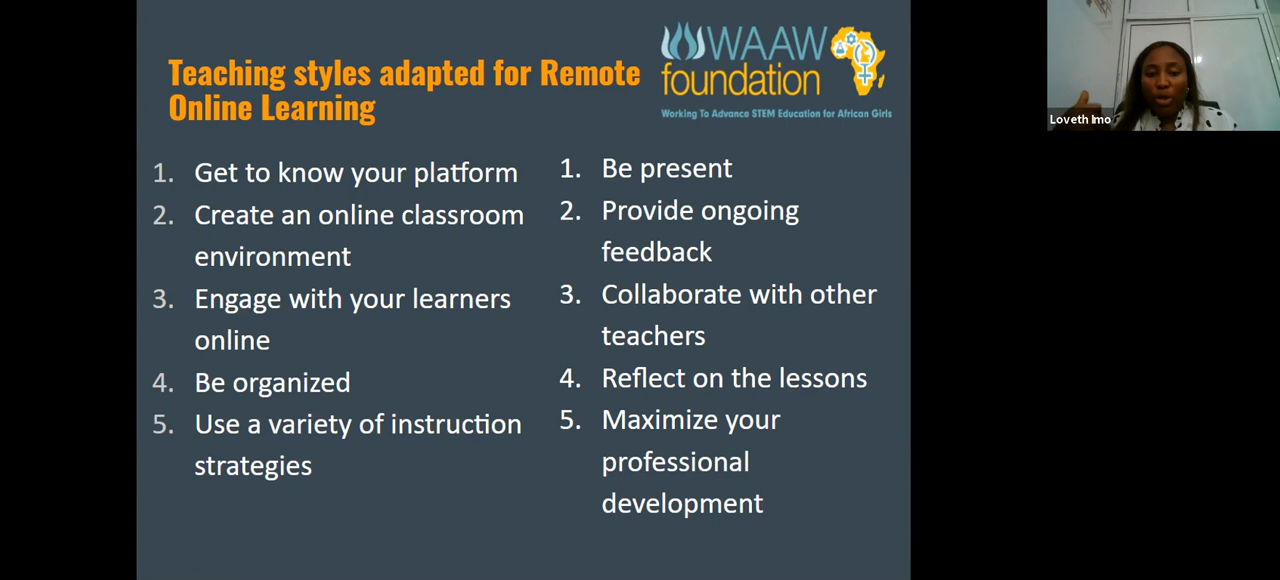 Teaching styles adapted for Remote
Online Learning
WAAW
foundation
Working To Advance STEM Education for African Girls
1. Get to know your platform
2. Create an online classroom
environment
3. Engage with your learners
online
4. Be organized
5. Use a variety of instruction
strategies
1. Be present
2. Provide ongoing
feedback
3. Collaborate with other
teachers
4. Reflect on the lessons
5. Maximize your
professional
development
Loveth Imo